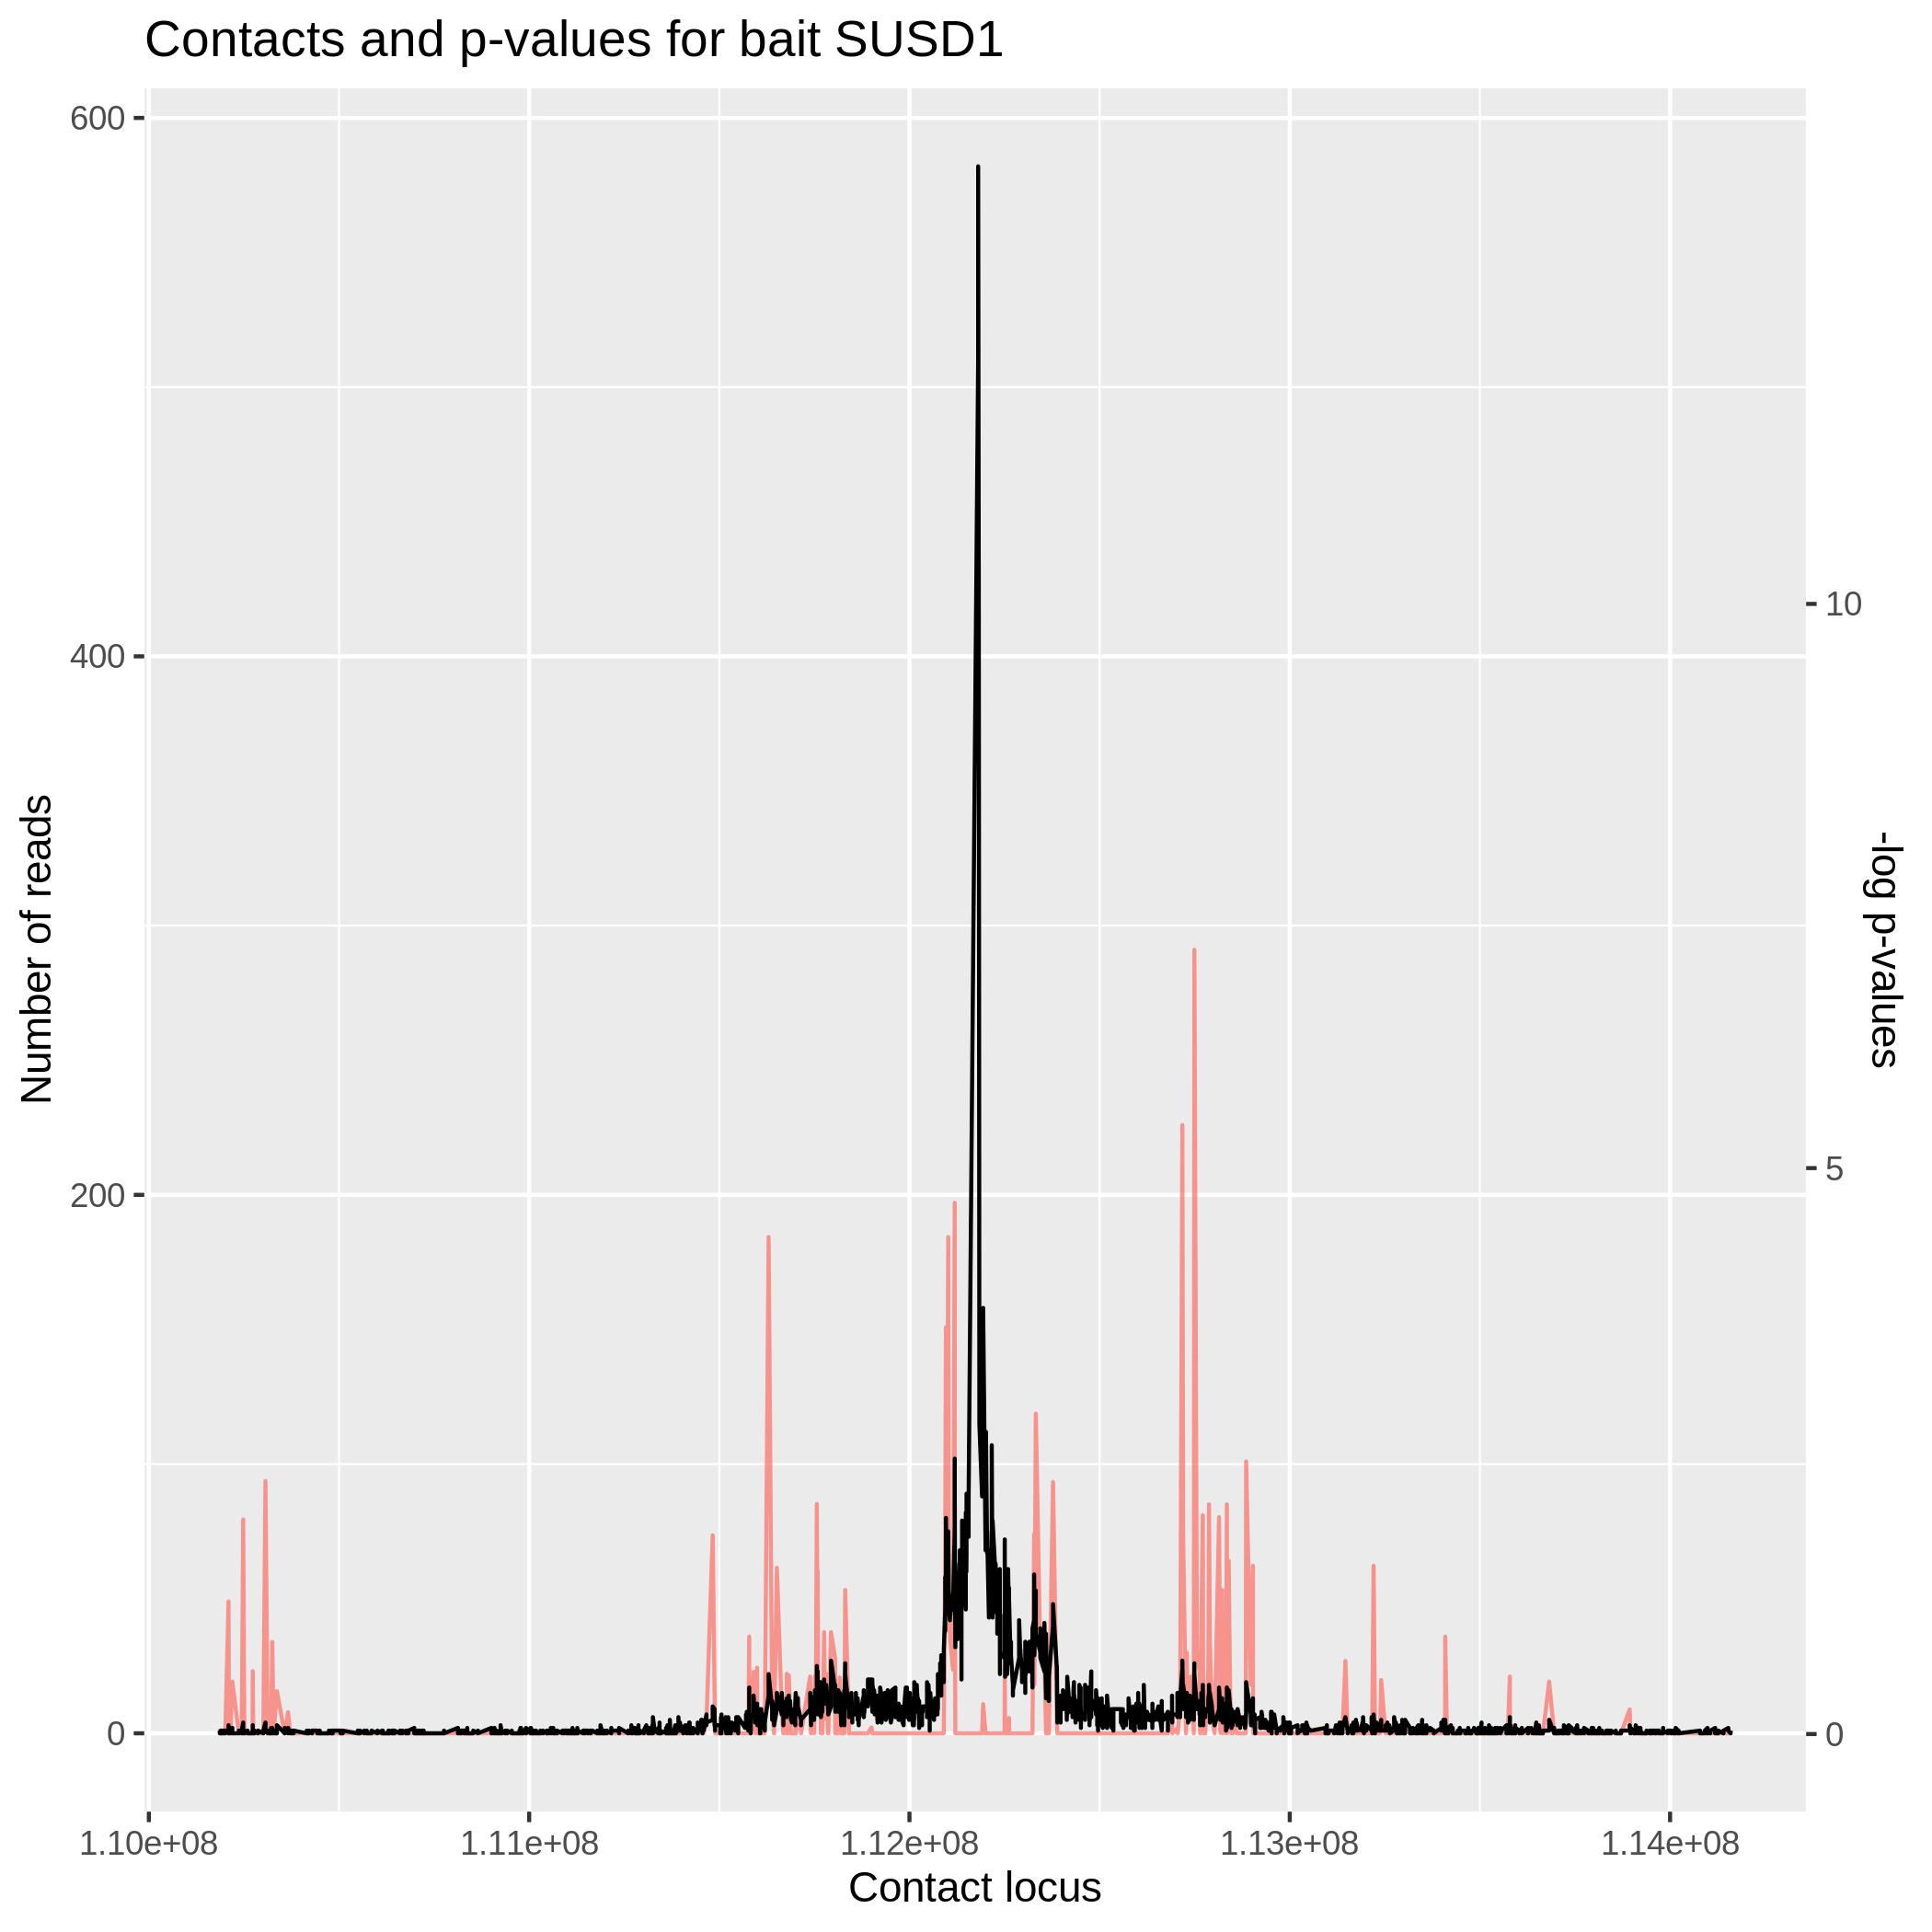 Contacts and p-values for bait SUSD1
600
400
200
0
Number of reads
10
5
0
-log p-values
1.10e+08
1.11e+08
1.12e+08
1.13e+08
1.14e+08
Contact locus